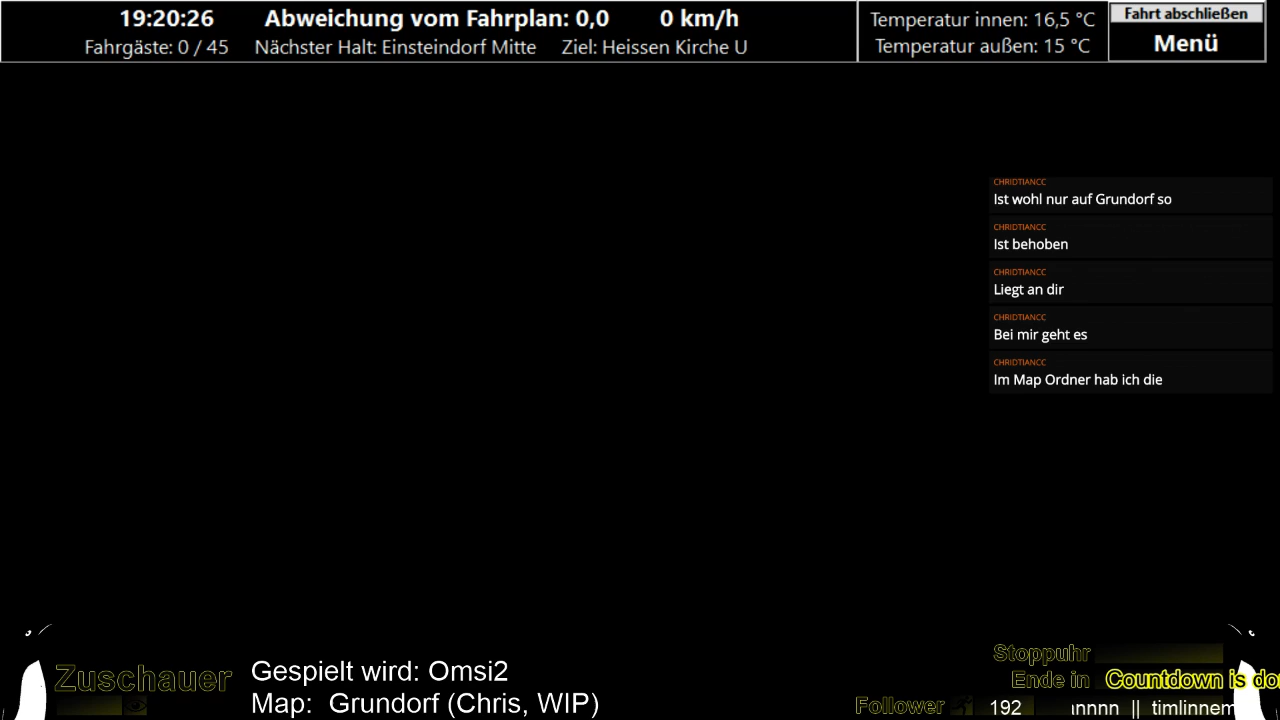 19:20:26 Abweichung vom Fahrplan: 0,0 0 km/h
Fahrgäste: 0 / 45 Nächster Halt: Einsteindorf Mitte Ziel: Heissen Kirche U
Temperatur innen: 16,5 °C
Temperatur außen: 15 °C
Fahrt abschließen
Menü
CHRIDTIANCC
Ist wohl nur auf Grundorf so
CHRIDTIANCC
Ist behoben
CHRIDTIANCC
Liegt an dir
CHRIDTIANCC
Bei mir geht es
CHRIDTIANCC
Im Map Ordner hab ich die
Zuschauer
Gespielt wird: Omsi2
Map: Grundorf (Chris, WIP)
Stoppuhr
Ende in Countdown is
Follower 192 || timlinnem